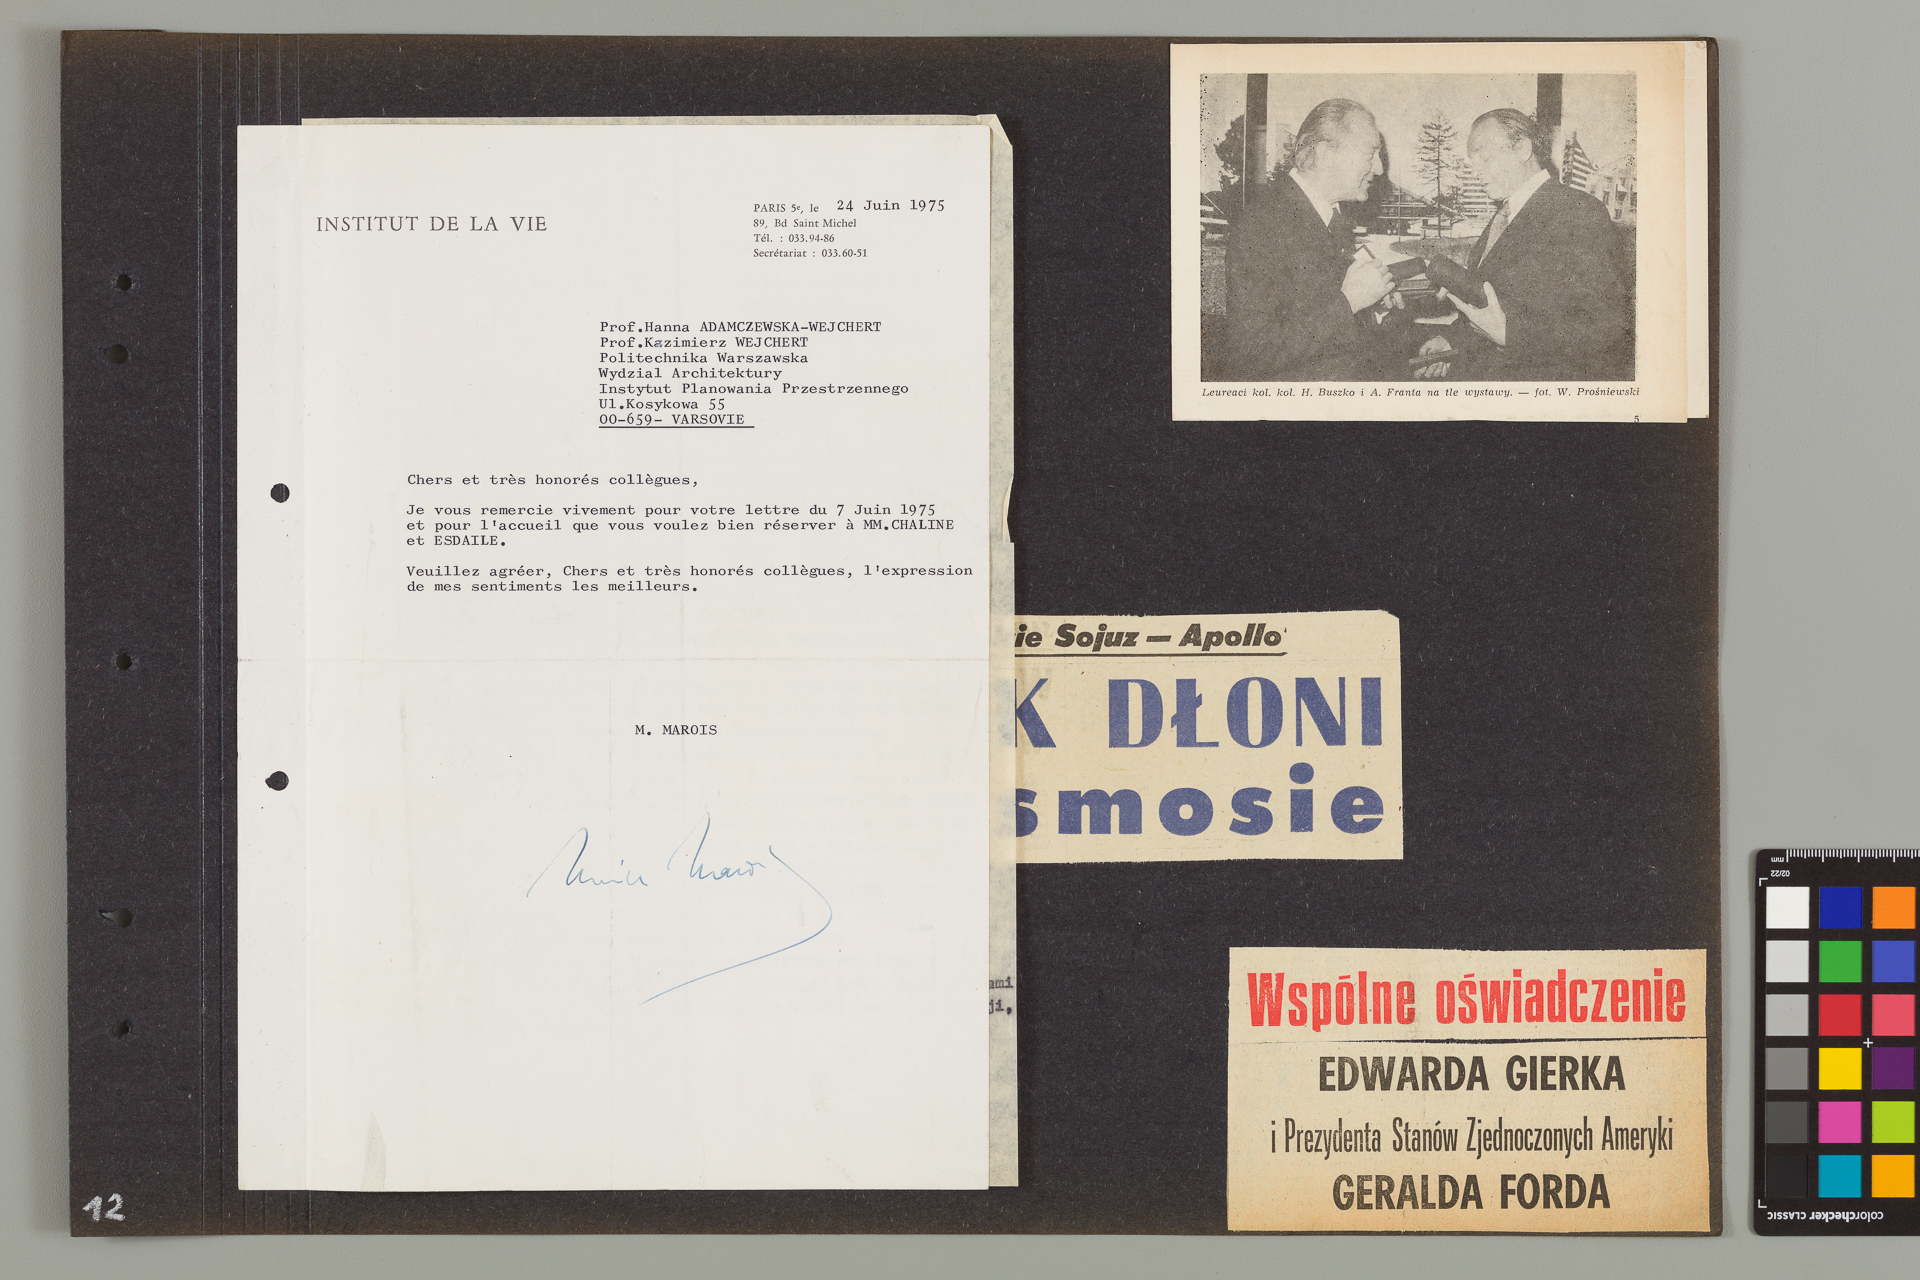 INSTITUT DE LA VIE
PARIS 5e, le 24 Juin 1975
89, Bd Saint Michel
Tél. : 033.94-86
Secrétariat : 033.60-51
Prof.Hanna ADAMCZEWSKA-WEJCHERT
Prof.Kazimierz WEJCHERT
Politechnika Warszawska
Wydzial Architektury
Instytut Planowania Przestrzennego
Ul.Kosykowa 55
00-659- VARSOVIE
Chers et très honorés collègues,
Je vous remercie vivement pour votre lettre du 7 Juin 1975
et pour l'accueil que vous voulez bien réserver à MM.CHALINE
et ESDAILE.
Veuillez agréer, Chers et très honorés collègues, l'expression
de mes sentiments les meilleurs.
M. MAROIS
12
Leureaci kol. kol. H. Buszko i A. Franta na tle wystawy. — fot. W. Prośniewski
5
ie Sojuz — Apollo
K DŁONI
smosie
ami
ji,
Wspólne oświadczenie
EDWARDA GIERKA
i Prezydenta Stanów Zjednoczonych Ameryki
GERALDA FORDA
mm
02/22
colorchecker CLASSIC